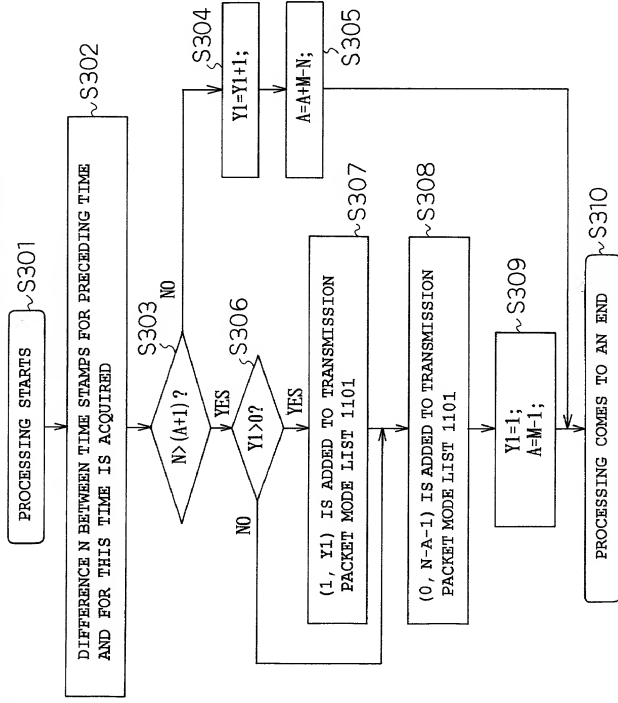 PROCESSING STARTS
S301
DIFFERENCE N BETWEEN TIME STAMPS FOR PRECEDING TIME
AND FOR THIS TIME IS ACQUIRED
S302
N>(A+1)?
S303
NO
YES
Y1=Y1+1;
S304
A=A+M-N;
S305
Y1>0?
S306
NO
YES
(1, Y1) IS ADDED TO TRANSMISSION
PACKET MODE LIST 1101
S307
(0, N-A-1) IS ADDED TO TRANSMISSION
PACKET MODE LIST 1101
S308
Y1=1;
A=M-1;
S309
PROCESSING COMES TO AN END
S310